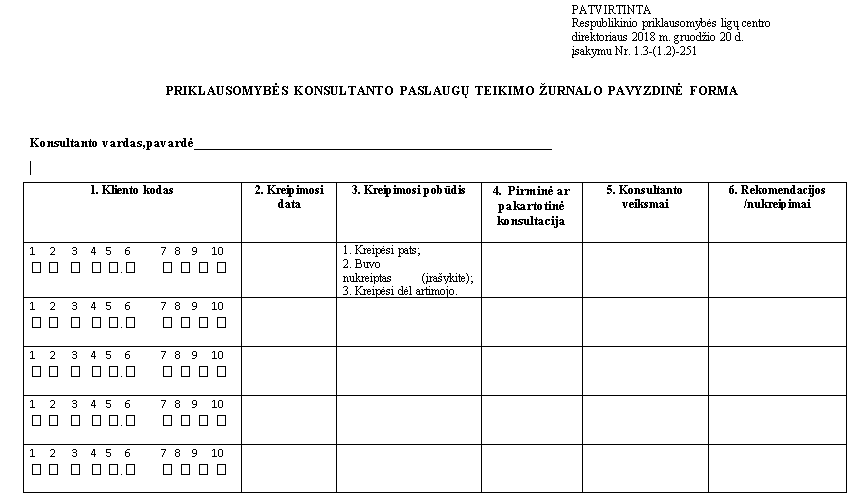 PATVIRTINTA
Respublikinio priklausomybės ligų centro
direktoriaus 2018 m. gruodžio 20 d.
įsakymu Nr. 1.3-(1.2)-251
PRIKLAUSOMYBĖS KONSULTANTO PASLAUGŲ TEIKIMO ŽURNALO PAVYZDINĖ FORMA
Konsultanto vardas,pavardė
1. Kliento kodas
2. Kreipimosi
data
3. Kreipimosi pobūdis
4. Pirminė ar
pakartotinė
konsultacija
5. Konsultanto
veiksmai
6. Rekomendacijos
/nukreipimai
1 2 3 4 5 . 6 7 8 9 10
1. Kreipėsi pats;
2. Buvo
nukreiptas (įrašykite);
3. Kreipėsi dėl artimojo.
1 2 3 4 5 . 6 7 8 9 10
1 2 3 4 5 . 6 7 8 9 10
1 2 3 4 5 . 6 7 8 9 10
1 2 3 4 5 . 6 7 8 9 10